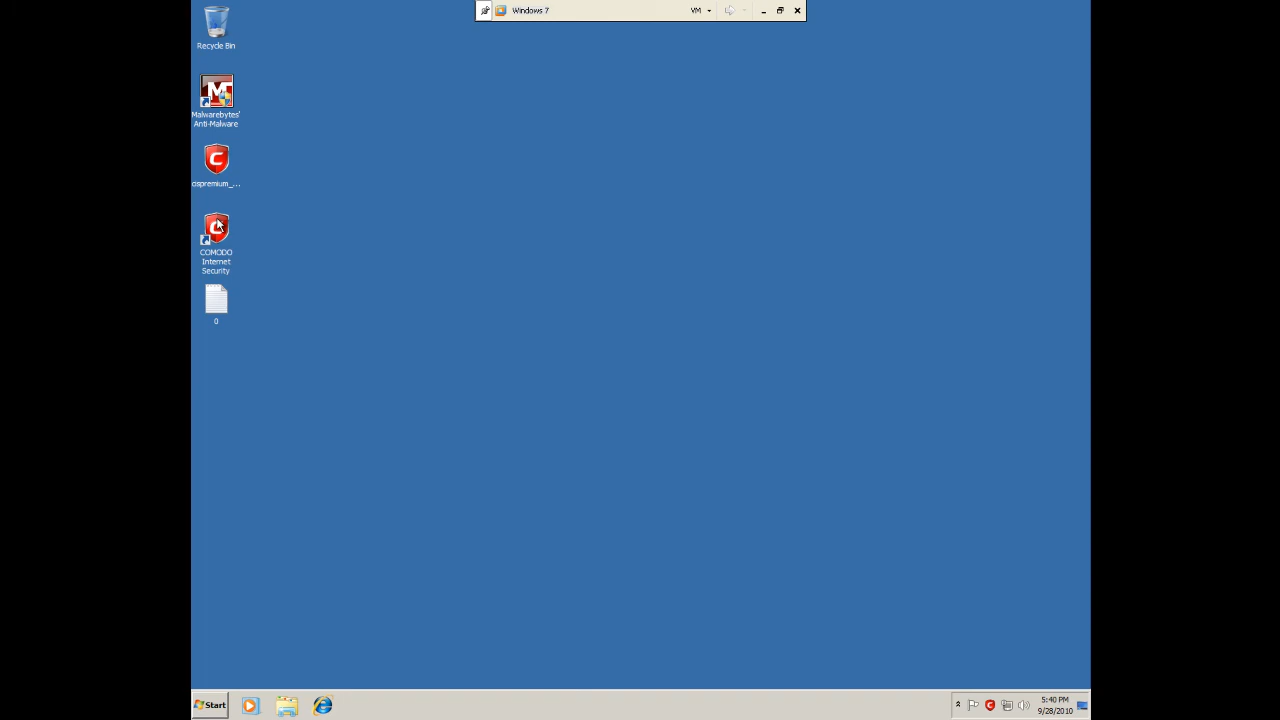 Windows 7
VM
Recycle Bin
Malwarebytes'
Anti-Malware
cispremium_...
COMODO
Internet
Security
0
Start
5:40 PM
9/28/2010